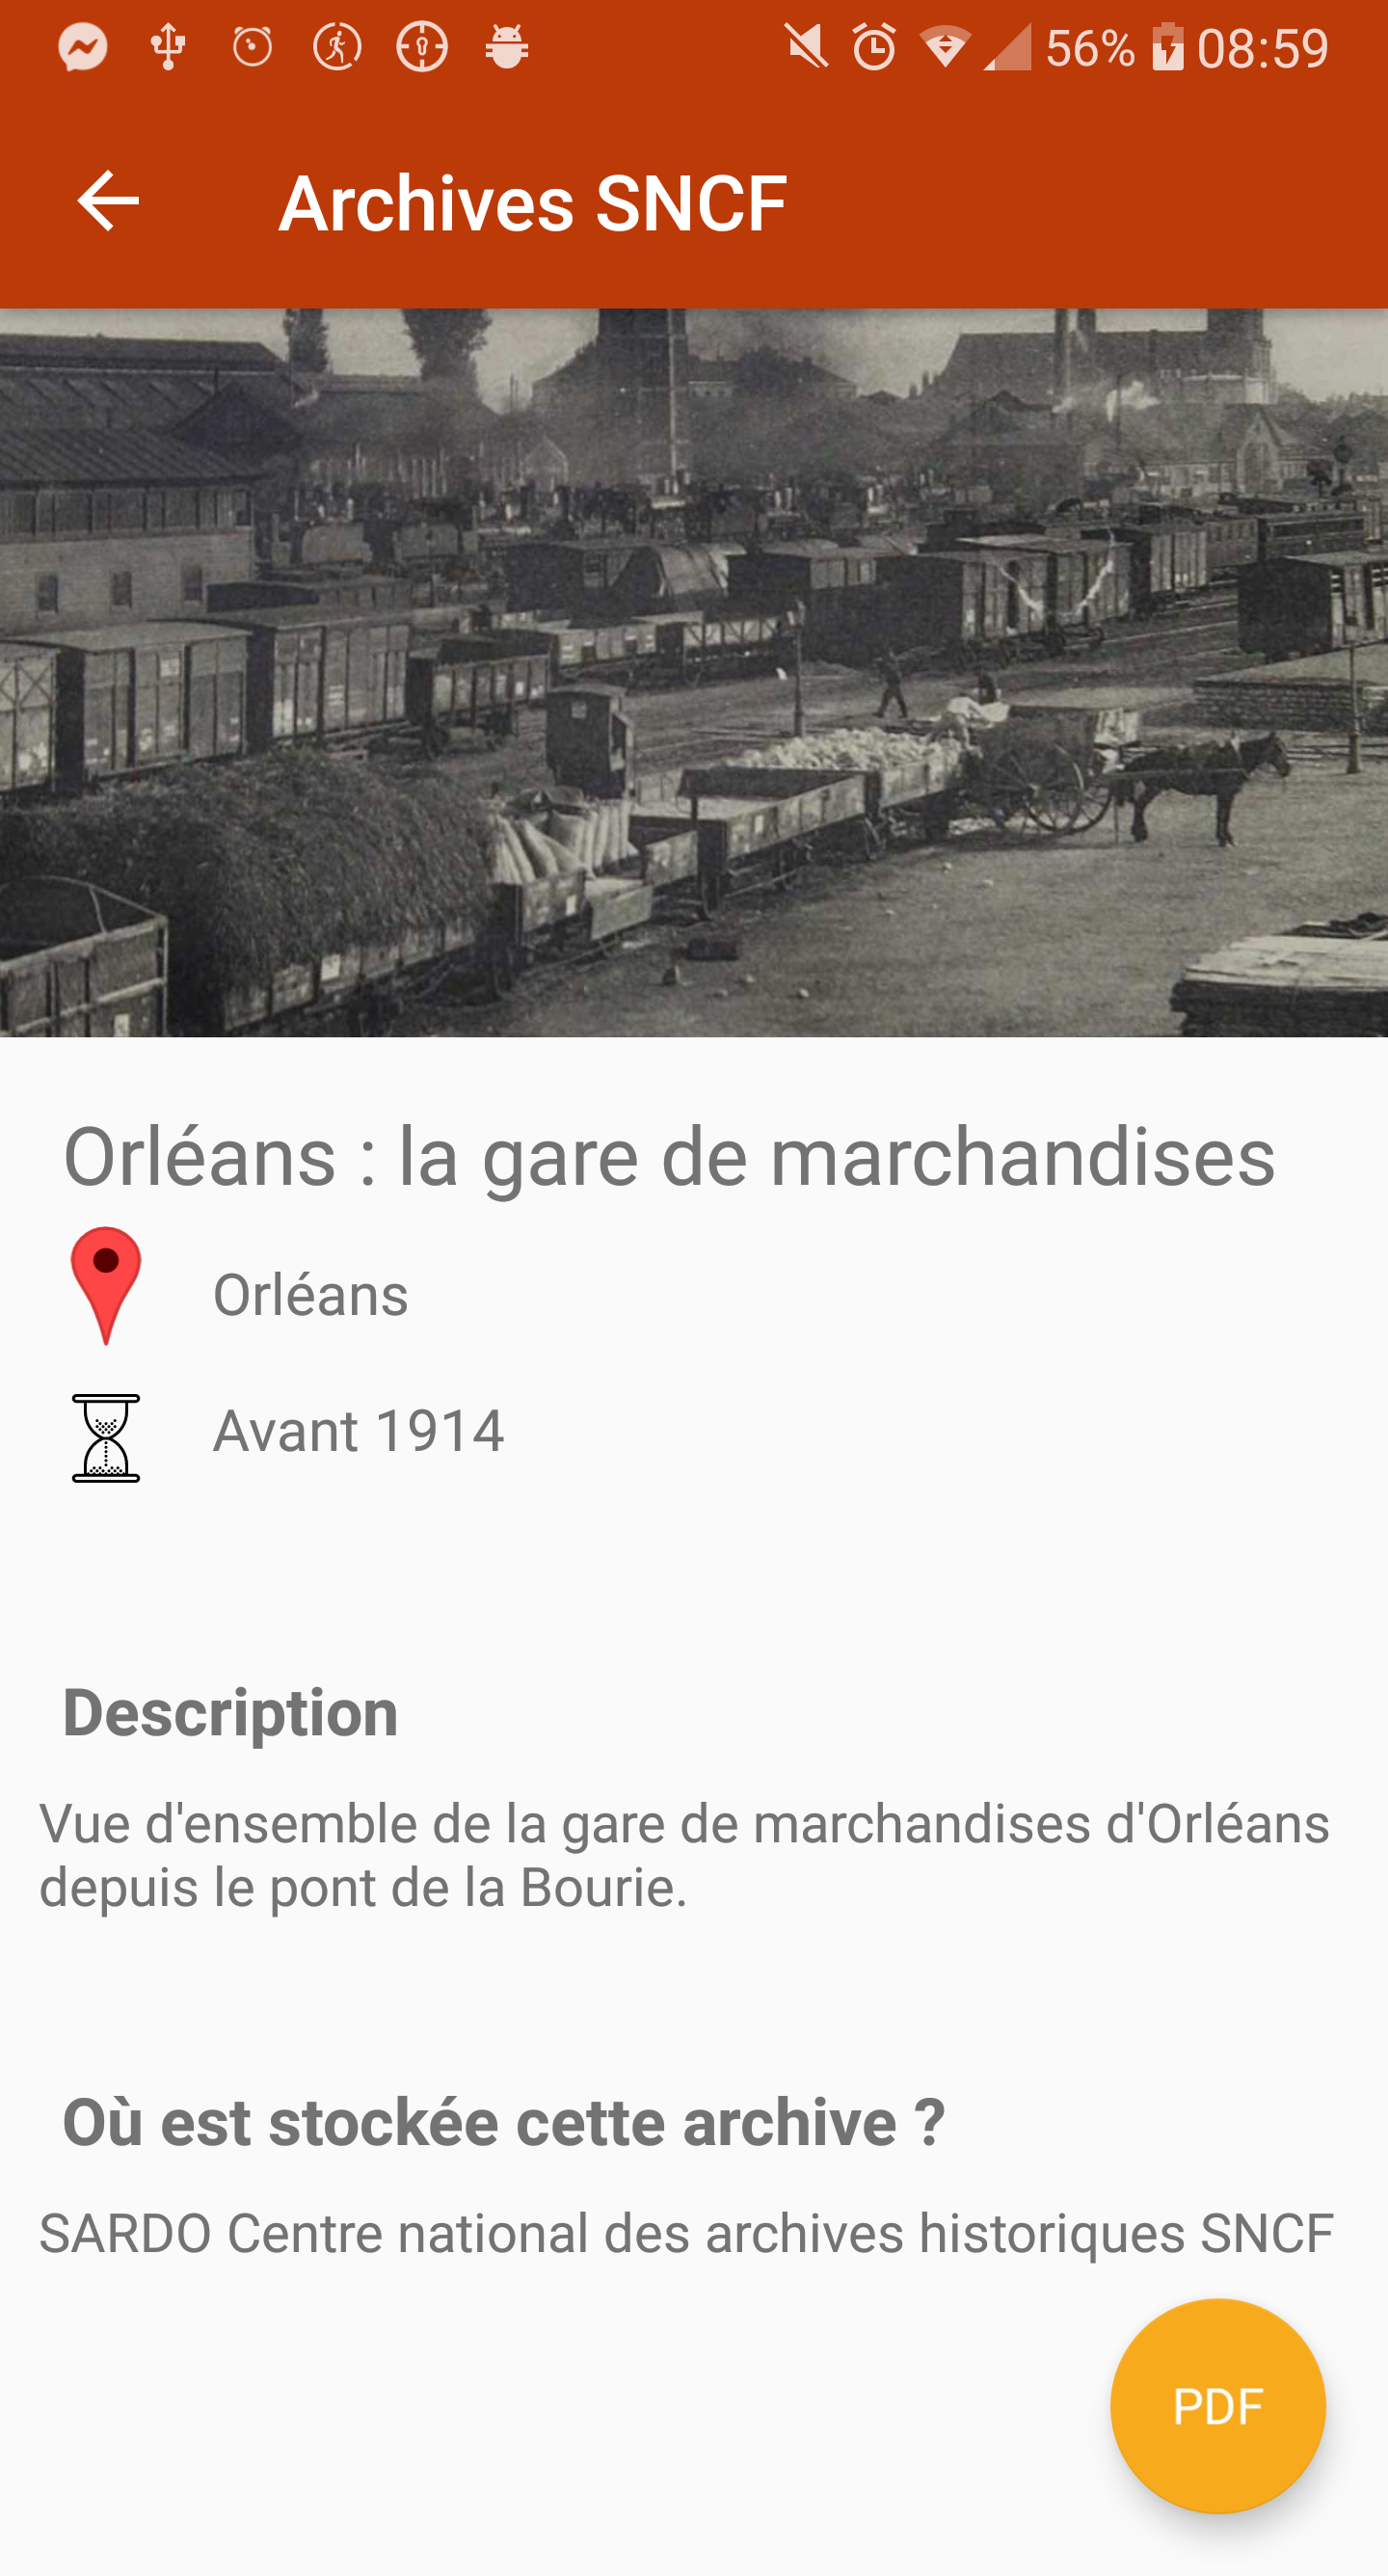 56% 08:59
Archives SNCF
Orléans : la gare de marchandises
Orléans
Avant 1914
Description
Vue d'ensemble de la gare de marchandises d'Orléans
depuis le pont de la Bourie.
Où est stockée cette archive ?
SARDO Centre national des archives historiques SNCF
PDF